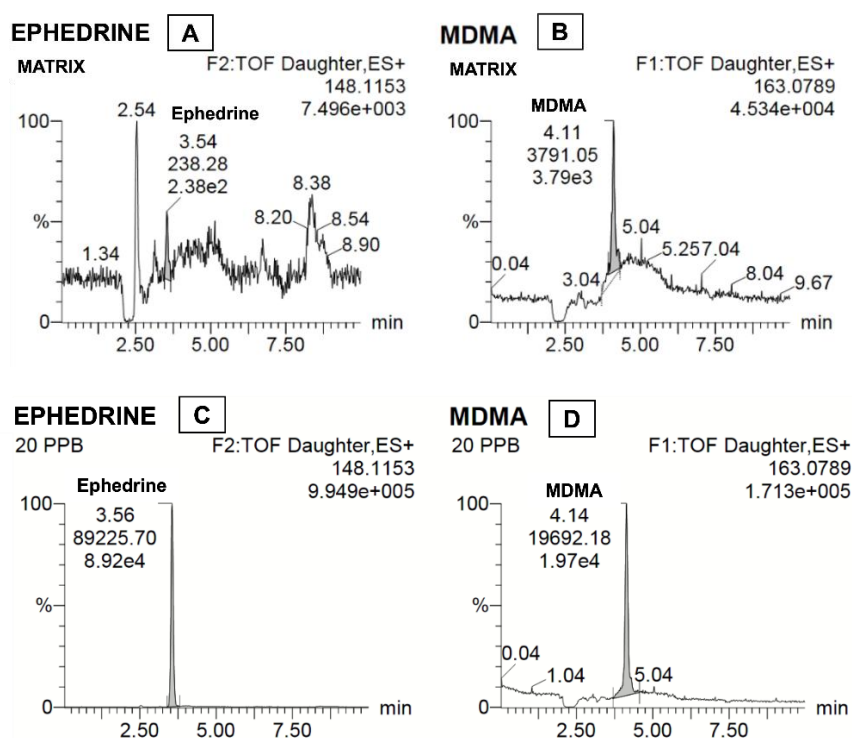 EPHEDRINE A
MATRIX
F2:TOF Daughter,ES+
148.1153
7.496e+003
100
%
0
2.54
Ephedrine
3.54
238.28
2.38e2
1.34
8.38
8.20
8.54
8.90
2.50 5.00 7.50 min
MDMA B
MATRIX
F1:TOF Daughter,ES+
163.0789
4.534e+004
100
%
0
MDMA
4.11
3791.05
3.79e3
0.04
3.04
5.04
5.257.04
8.04
9.67
2.50 5.00 7.50 min
EPHEDRINE C
20 PPB
F2:TOF Daughter,ES+
148.1153
9.949e+005
100
%
0
Ephedrine
3.56
89225.70
8.92e4
2.50 5.00 7.50 min
MDMA D
20 PPB
F1:TOF Daughter,ES+
163.0789
1.713e+005
100
%
0
MDMA
4.14
19692.18
1.97e4
0.04
1.04
5.04
2.50 5.00 7.50 min